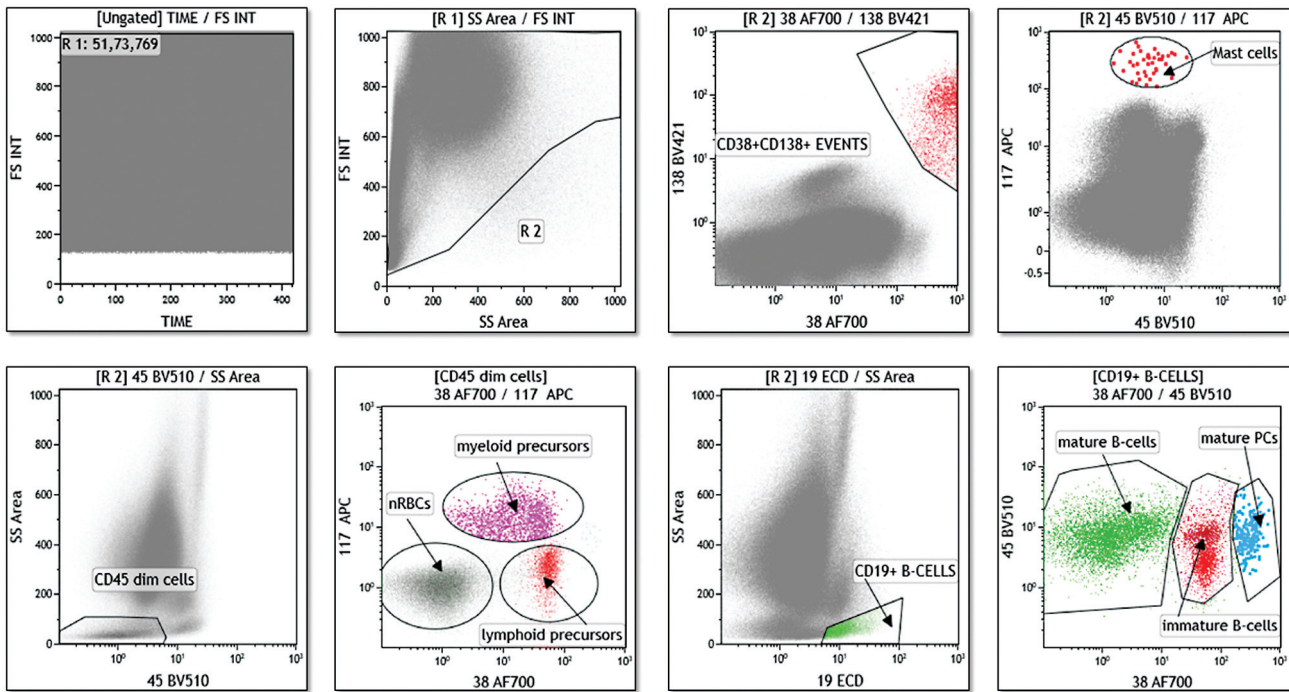 [Ungated] TIME / FS INT
R 1: 51,73,769
FS INT
1000
800
600
400
200
0
0 100 200 300 400
TIME
[R 1] SS Area / FS INT
FS INT
1000
800
600
400
200
0
R 2
0 200 400 600 800 1000
SS Area
[R 2] 38 AF700 / 138 BV421
138 BV421
10³
10²
10¹
10⁰
CD38+CD138+ EVENTS
10⁰ 10¹ 10² 10³
38 AF700
[R 2] 45 BV510 / 117 APC
117 APC
10³
10²
10¹
10⁰
0
-0.5
Mast cells
10⁰ 10¹ 10² 10³
45 BV510
[R 2] 45 BV510 / SS Area
SS Area
1000
800
600
400
200
0
CD45 dim cells
10⁰ 10¹ 10² 10³
45 BV510
[CD45 dim cells]
38 AF700 / 117 APC
117 APC
10³
10²
10¹
10⁰
myeloid precursors
nRBCs
lymphoid precursors
10⁰ 10¹ 10² 10³
38 AF700
[R 2] 19 ECD / SS Area
SS Area
1000
800
600
400
200
0
CD19+ B-CELLS
10⁰ 10¹ 10² 10³
19 ECD
[CD19+ B-CELLS]
38 AF700 / 45 BV510
45 BV510
10³
10²
10¹
10⁰
mature B-cells
mature PCs
immature B-cells
10⁰ 10¹ 10² 10³
38 AF700